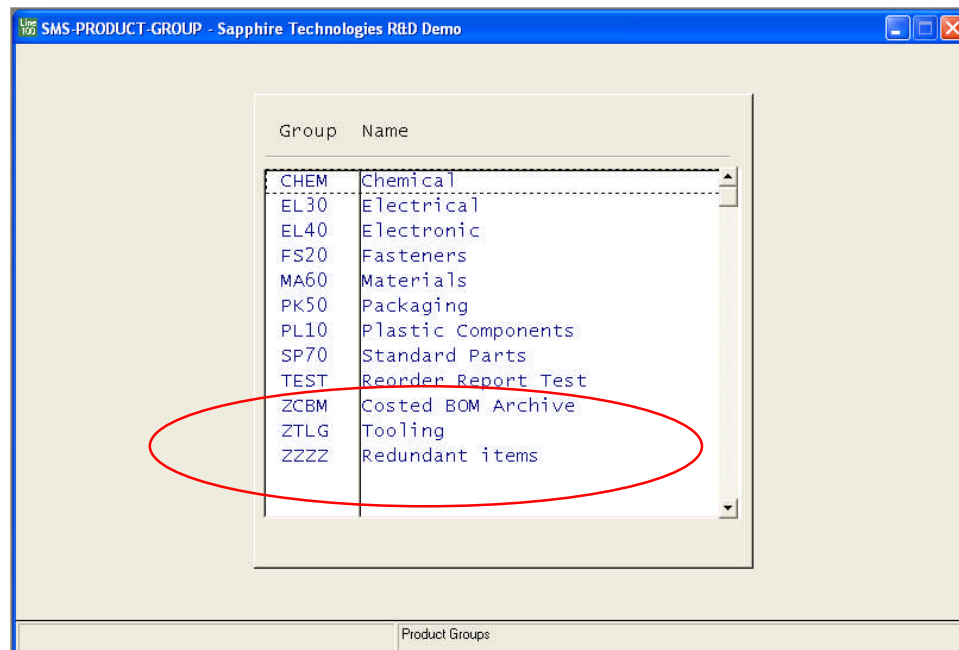 Line 100 SMS-PRODUCT-GROUP - Sapphire Technologies R&D Demo
Group Name
CHEM Chemical
EL30 Electrical
EL40 Electronic
FS20 Fasteners
MA60 Materials
PK50 Packaging
PL10 Plastic Components
SP70 Standard Parts
TEST Reorder Report Test
ZCBM Costed BOM Archive
ZTLG Tooling
ZZZZ Redundant items
Product Groups